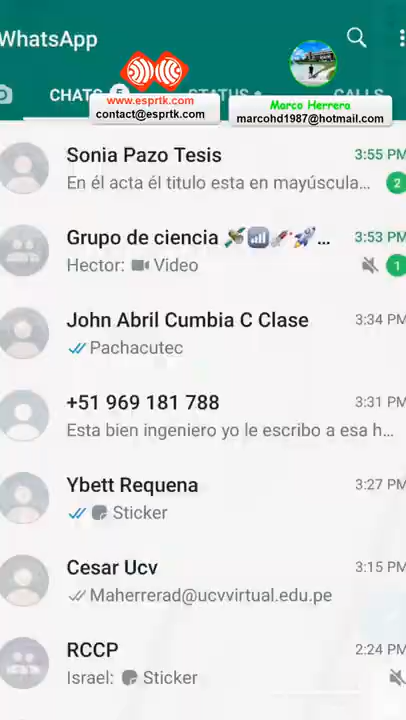 WhatsApp
CHATS 5 STATUS CALLS
www.esprtk.com
contact@esprtk.com
Marco Herrera
marcohd1987@hotmail.com
Sonia Pazo Tesis 3:55 PM
En él acta él titulo esta en mayúscula... 2
Grupo de ciencia ... 3:53 PM
Hector: Video 1
John Abril Cumbia C Clase 3:34 PM
Pachacutec
+51 969 181 788 3:31 PM
Esta bien ingeniero yo le escribo a esa h...
Ybett Requena 3:27 PM
Sticker
Cesar Ucv 3:15 PM
Maherrerad@ucvvirtual.edu.pe
RCCP 2:24 PM
Israel: Sticker